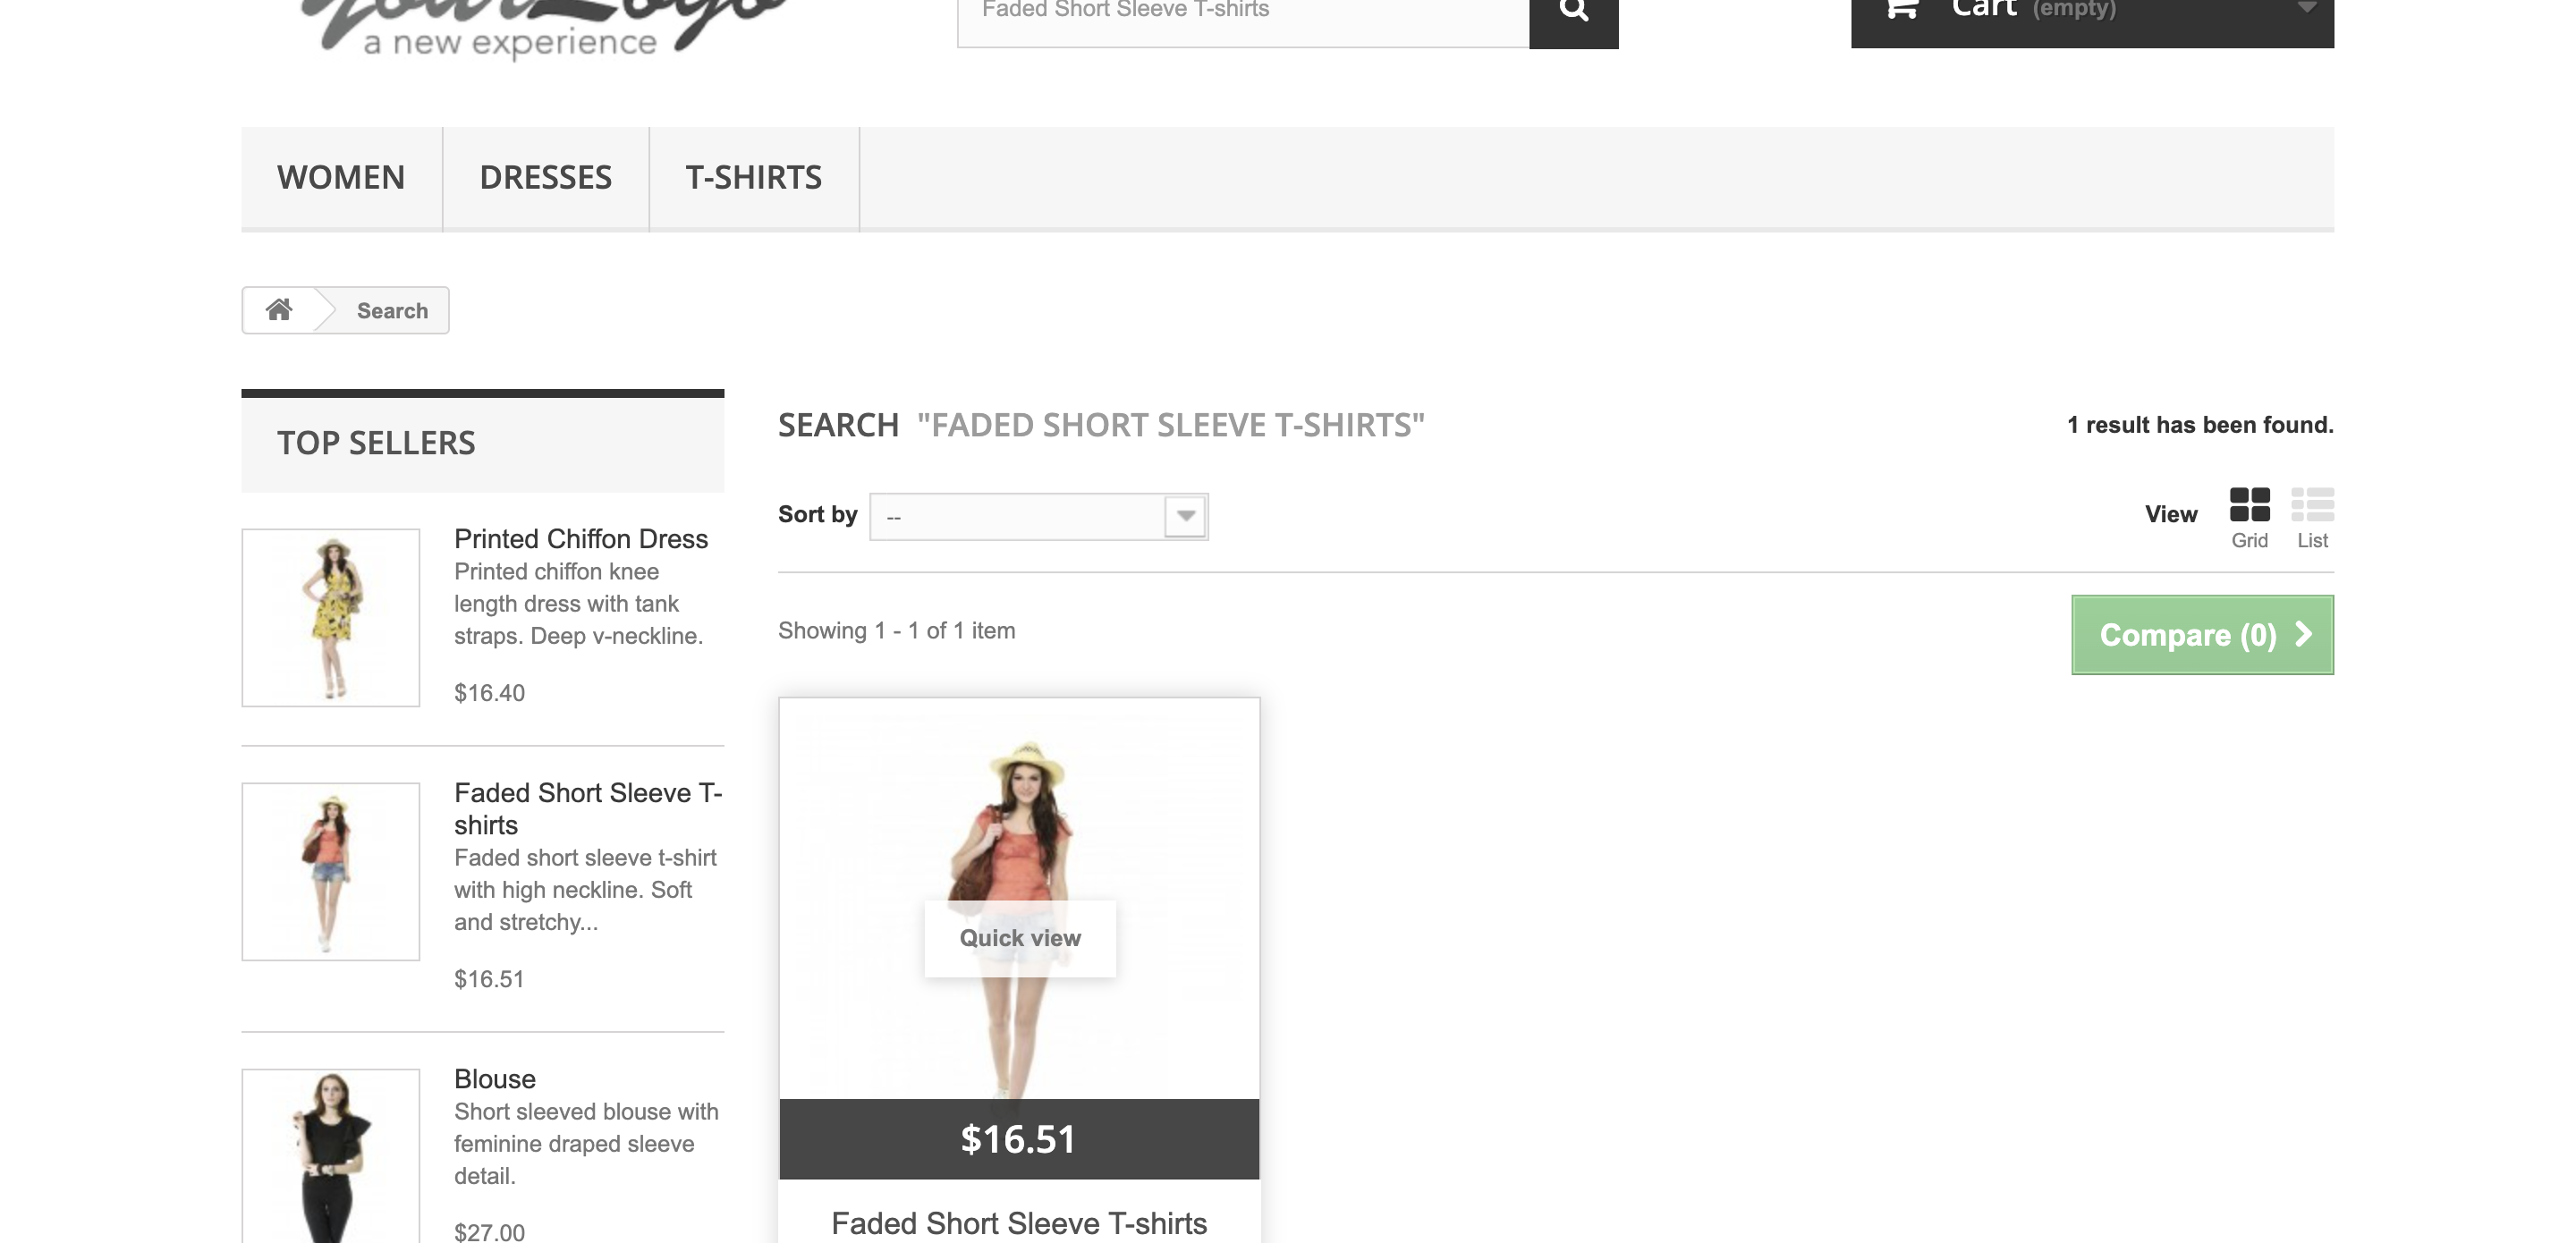 yourLogo
a new experience
Faded Short Sleeve T-shirts
Cart (empty)
WOMEN
DRESSES
T-SHIRTS
Search
TOP SELLERS
Printed Chiffon Dress
Printed chiffon knee
length dress with tank
straps. Deep v-neckline.
$16.40
Faded Short Sleeve T-
shirts
Faded short sleeve t-shirt
with high neckline. Soft
and stretchy...
$16.51
Blouse
Short sleeved blouse with
feminine draped sleeve
detail.
$27.00
SEARCH "FADED SHORT SLEEVE T-SHIRTS"
1 result has been found.
Sort by --
View
Grid
List
Showing 1 - 1 of 1 item
Compare (0)
Quick view
$16.51
Faded Short Sleeve T-shirts